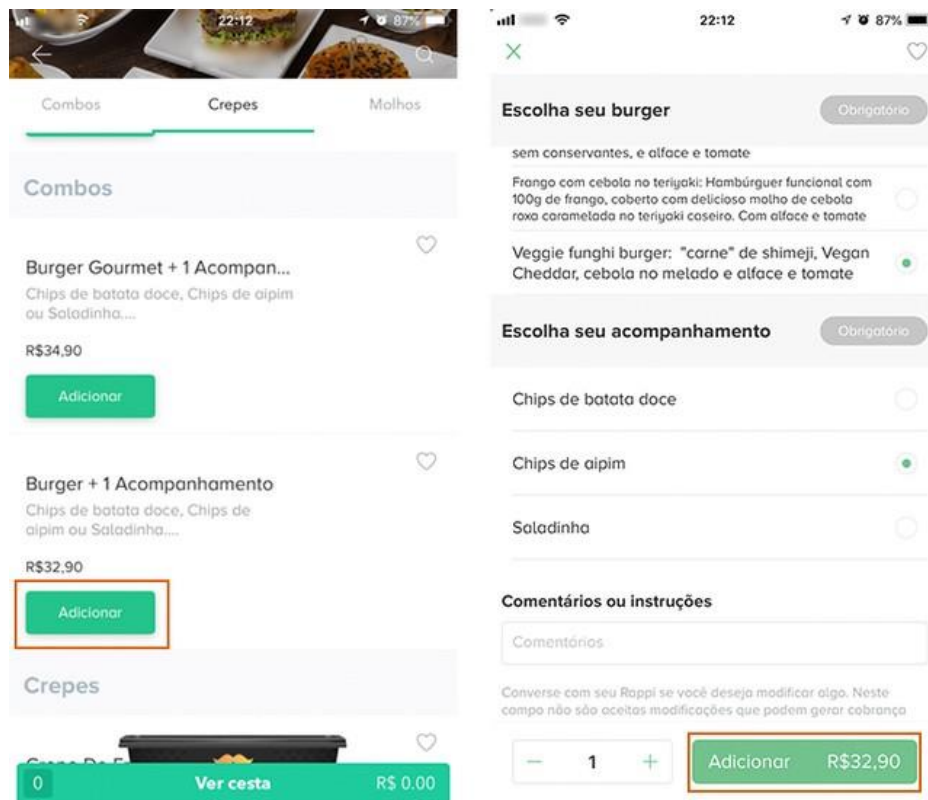 22:12
87%
Combos
Crepes
Molhos
Combos
Burger Gourmet + 1 Acompan...
Chips de batata doce, Chips de aipim
ou Saladinha....
R$34,90
Adicionar
Burger + 1 Acompanhamento
Chips de batata doce, Chips de
aipim ou Saladinha....
R$32,90
Adicionar
Crepes
0
Ver cesta
R$ 0.00
22:12
87%
Escolha seu burger
Obrigatório
sem conservantes, e alface e tomate
Frango com cebola no teriyaki: Hambúrguer funcional com
100g de frango, coberto com delicioso molho de cebola
roxa caramelada no teriyaki caseiro. Com alface e tomate
Veggie funghi burger: "carne" de shimeji, Vegan
Cheddar, cebola no melado e alface e tomate
Escolha seu acompanhamento
Obrigatório
Chips de batata doce
Chips de aipim
Saladinha
Comentários ou instruções
Comentários
Converse com seu Rappi se você deseja modificar algo. Neste
campo não são aceitas modificações que podem gerar cobrança
− 1 +
Adicionar R$32,90